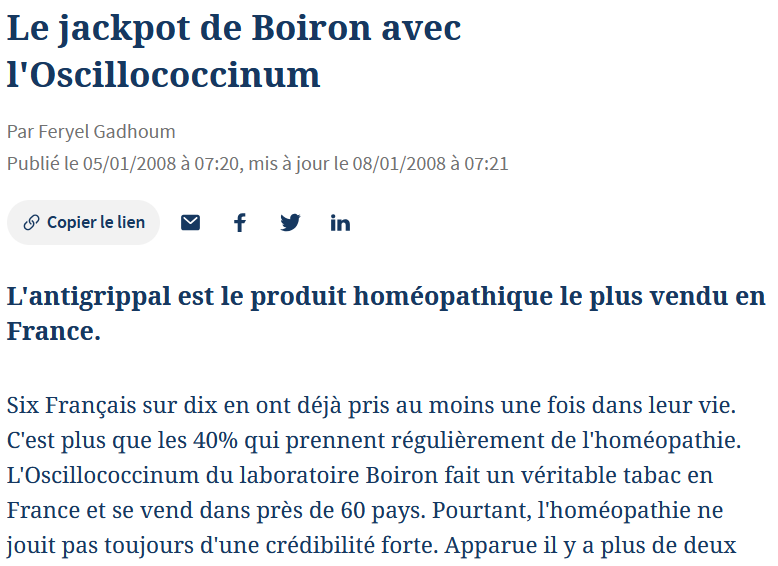 Le jackpot de Boiron avec
l'Oscillococcinum
Par Feryel Gadhoum
Publié le 05/01/2008 à 07:20, mis à jour le 08/01/2008 à 07:21
Copier le lien
L'antigrippal est le produit homéopathique le plus vendu en
France.
Six Français sur dix en ont déjà pris au moins une fois dans leur vie.
C'est plus que les 40% qui prennent régulièrement de l'homéopathie.
L'Oscillococcinum du laboratoire Boiron fait un véritable tabac en
France et se vend dans près de 60 pays. Pourtant, l'homéopathie ne
jouit pas toujours d'une crédibilité forte. Apparue il y a plus de deux